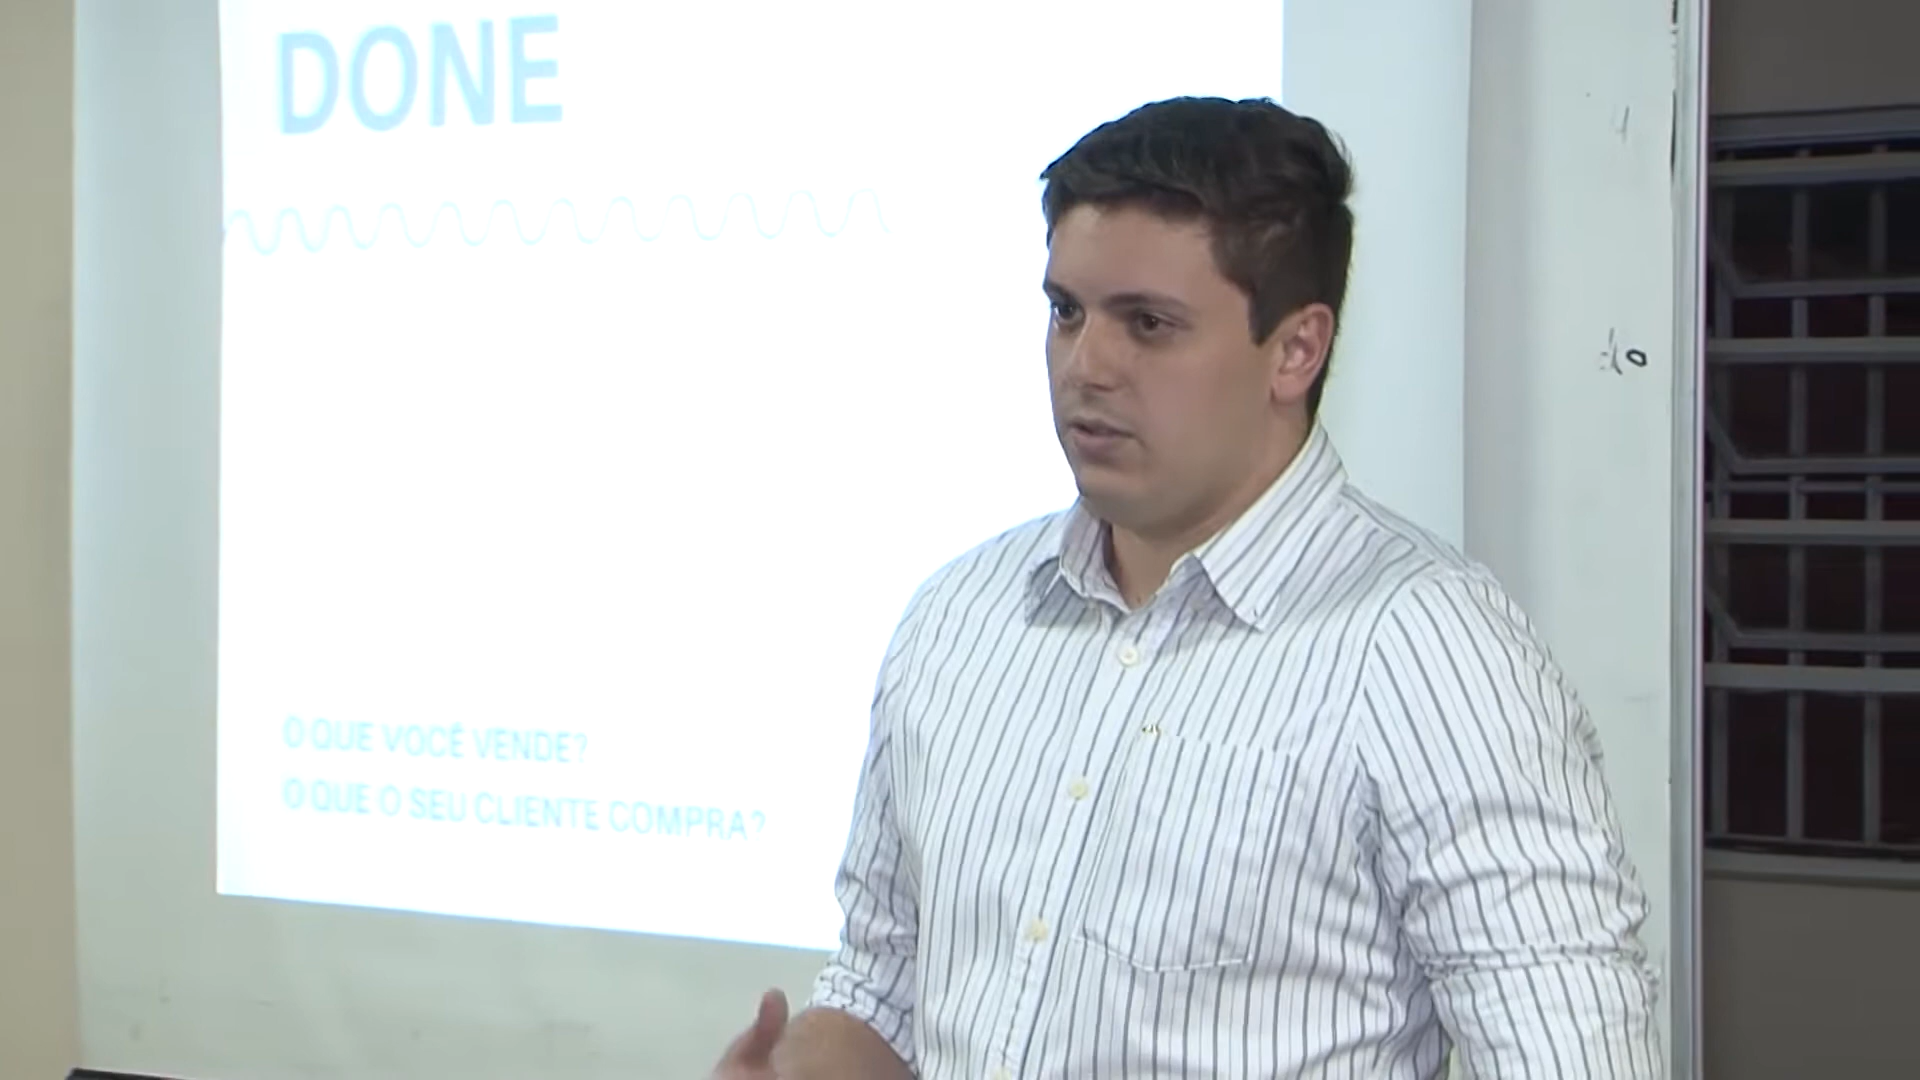 DONE
O QUE VOCÊ VENDE?
O QUE O SEU CLIENTE COMPRA?